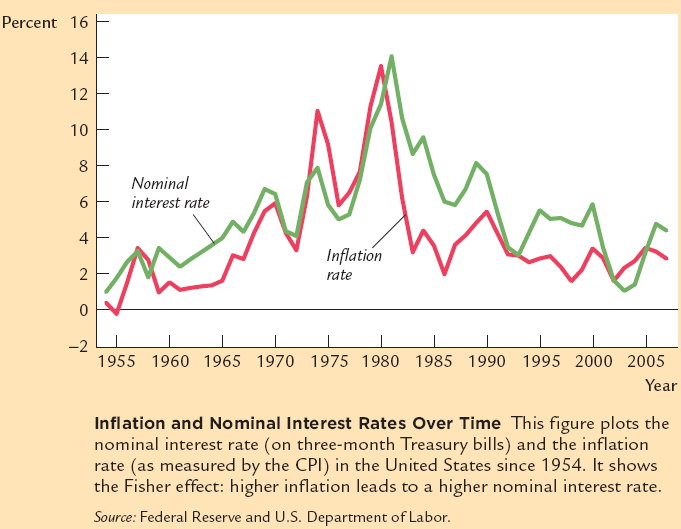 Percent
16
14
12
10
8
6
4
2
0
–2
Nominal
interest rate
Inflation
rate
1955 1960 1965 1970 1975 1980 1985 1990 1995 2000 2005
Year
Inflation and Nominal Interest Rates Over Time This figure plots the
nominal interest rate (on three-month Treasury bills) and the inflation
rate (as measured by the CPI) in the United States since 1954. It shows
the Fisher effect: higher inflation leads to a higher nominal interest rate.
Source: Federal Reserve and U.S. Department of Labor.